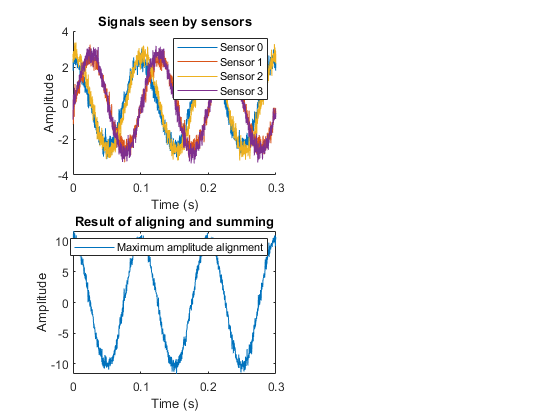 Signals seen by sensors
4
2
0
-2
-4
Amplitude
Sensor 0
Sensor 1
Sensor 2
Sensor 3
0
0.1
0.2
0.3
Time (s)
Result of aligning and summing
10
5
0
-5
-10
Amplitude
Maximum amplitude alignment
0
0.1
0.2
0.3
Time (s)